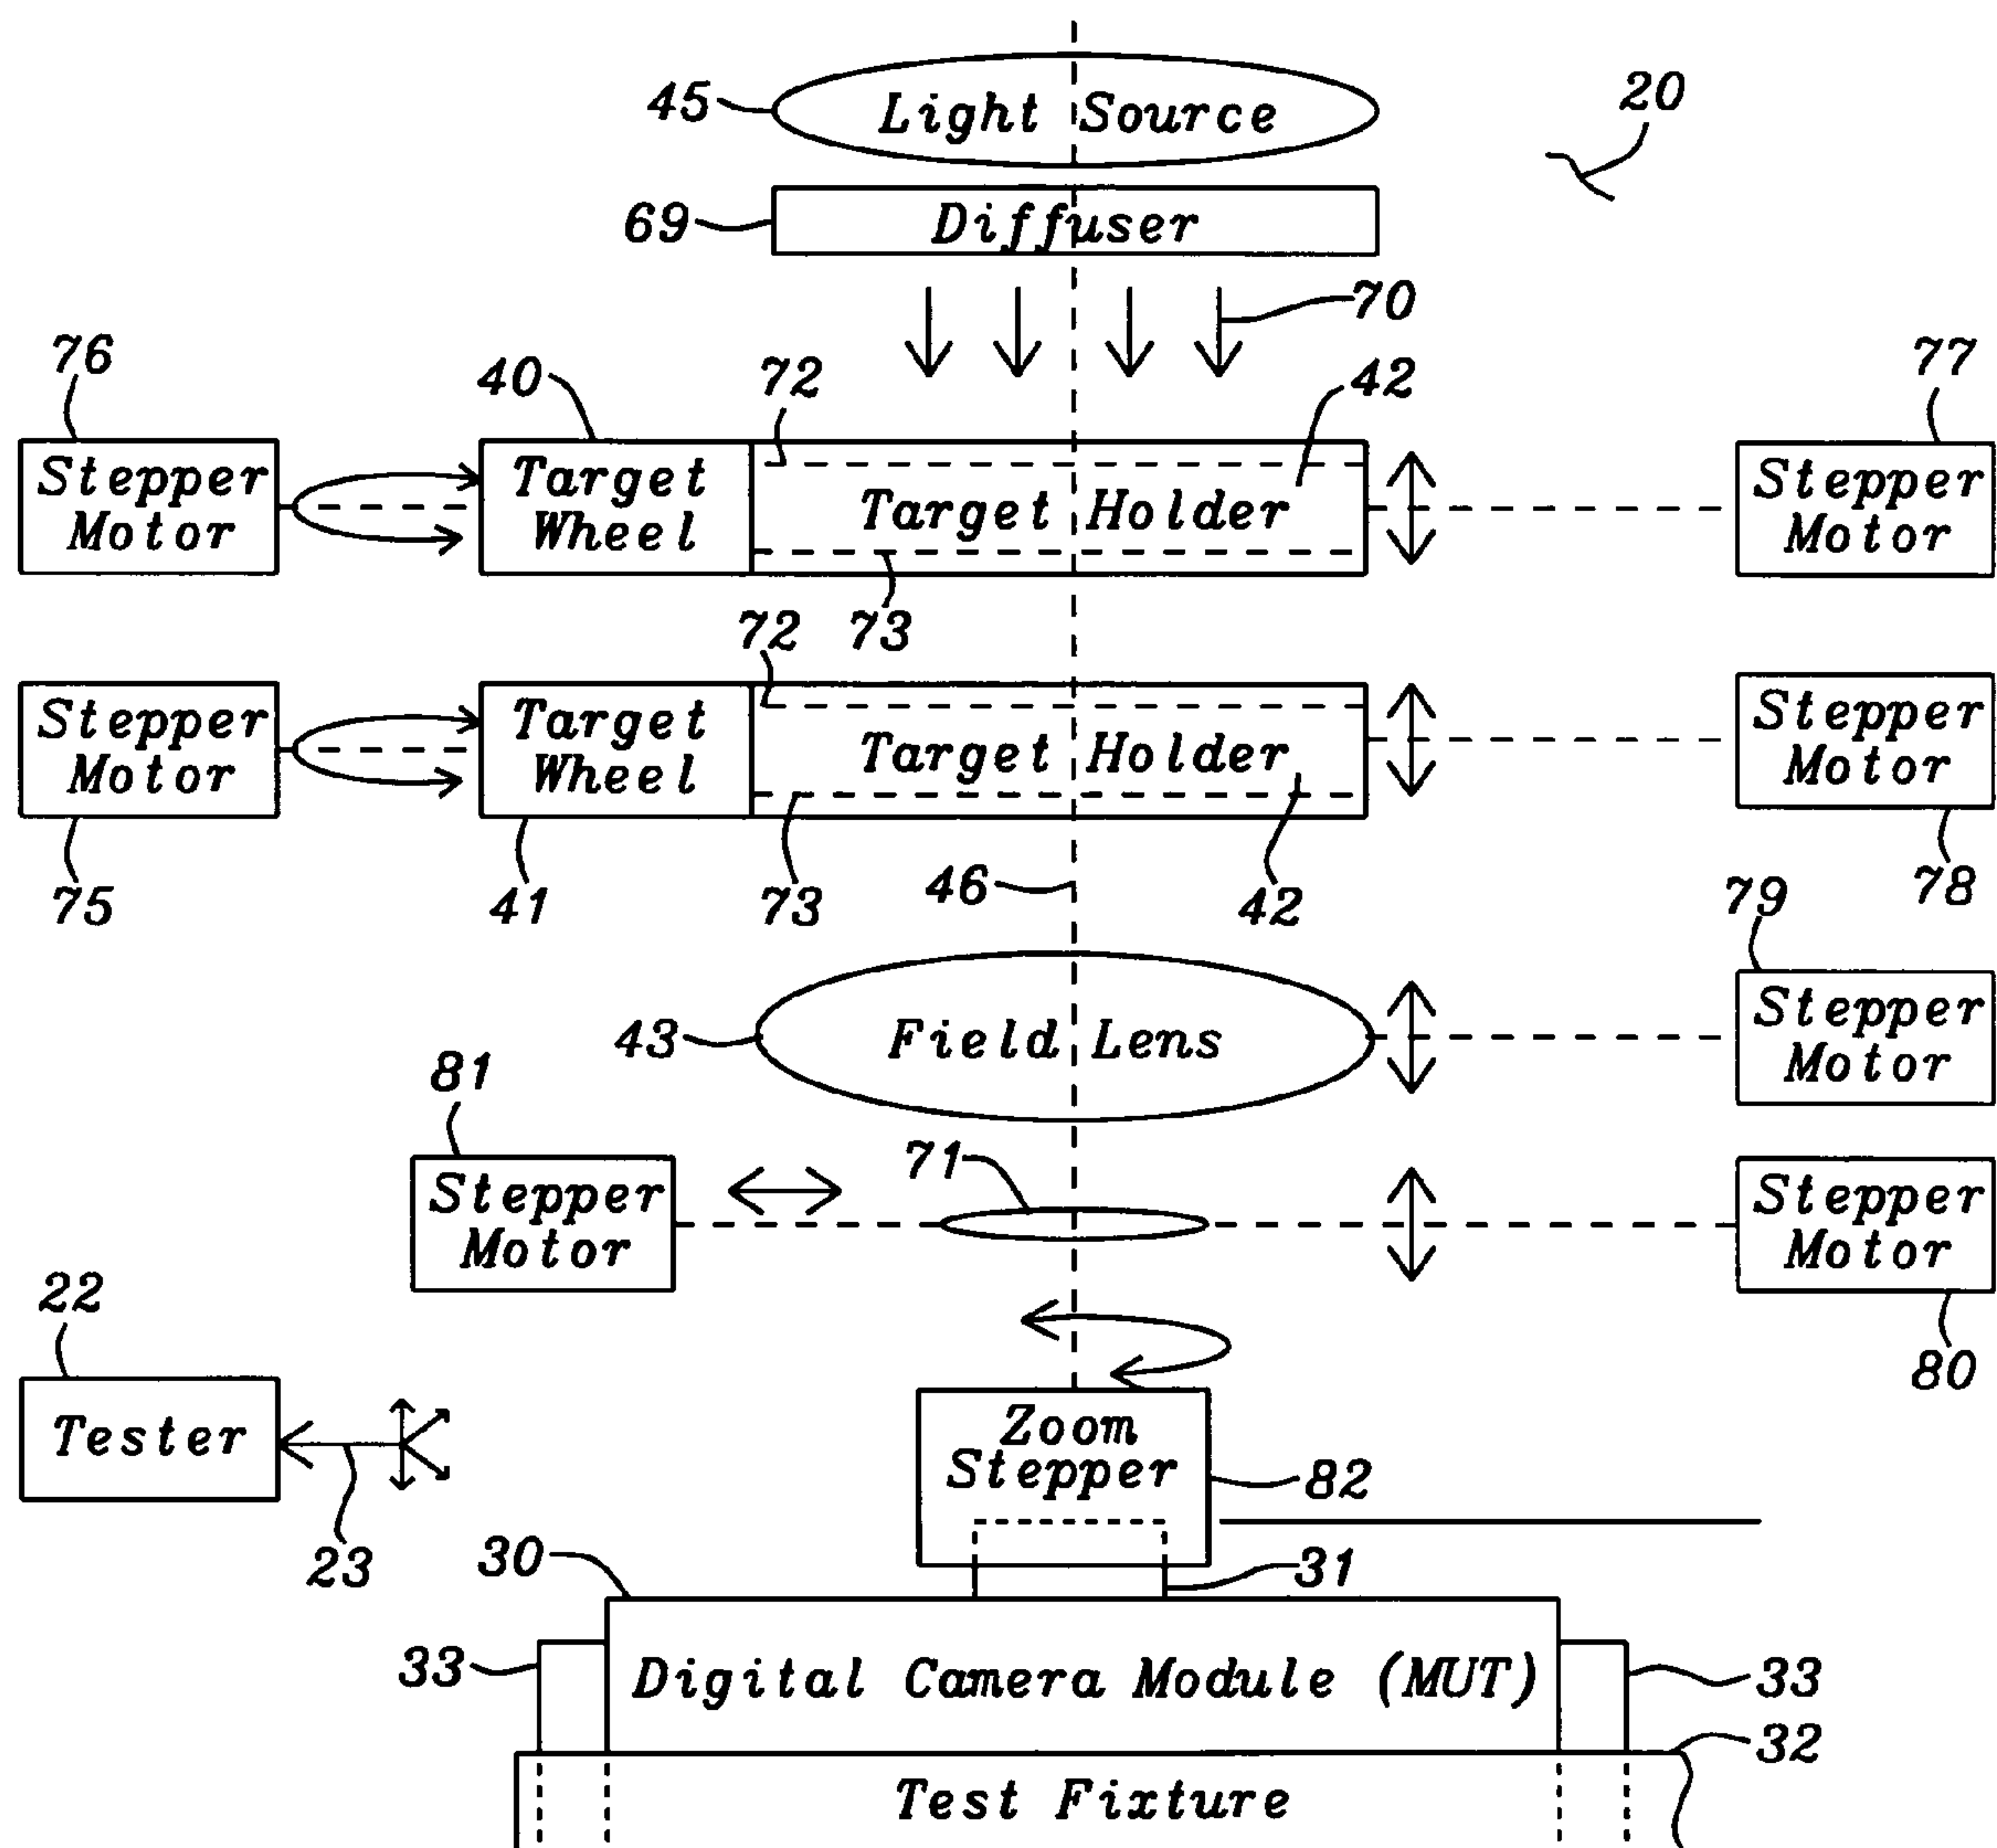 45
Light Source
20
69
Diffuser
70
76
40
72
42
77
Stepper
Motor
Target
Wheel
Target Holder
Stepper
Motor
73
72
Stepper
Motor
Target
Wheel
Target Holder
Stepper
Motor
75
41
73
46
42
78
79
43
Field Lens
Stepper
Motor
81
71
Stepper
Motor
Stepper
Motor
22
80
Tester
Zoom
Stepper
82
23
30
31
33
Digital Camera Module (MUT)
33
32
Test Fixture